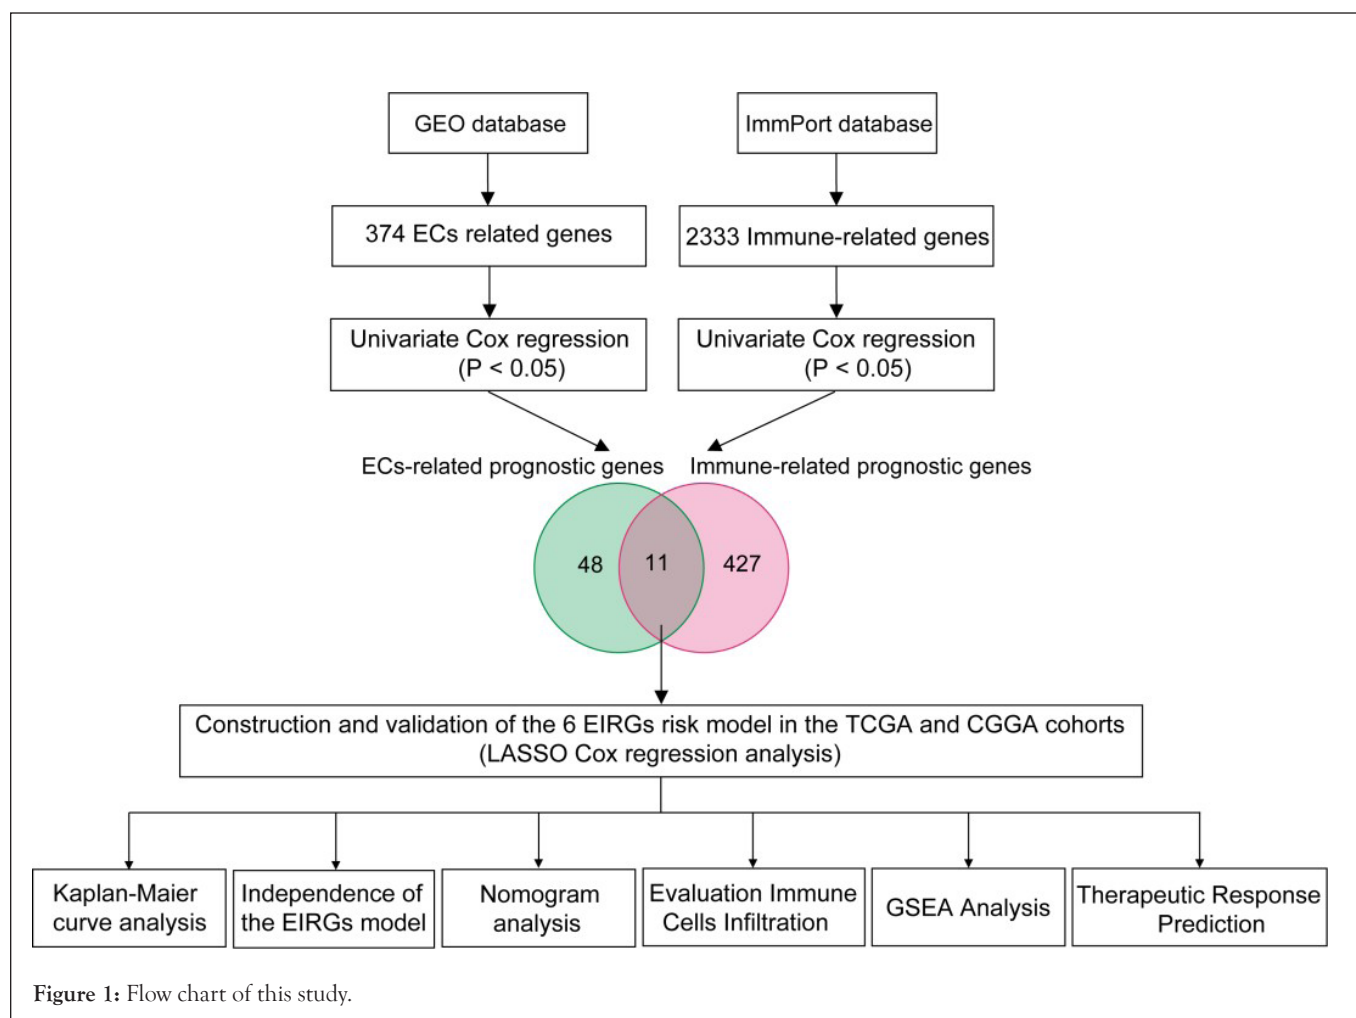 GEO database
ImmPort database
374 ECs related genes
2333 Immune-related genes
Univariate Cox regression
(P < 0.05)
Univariate Cox regression
(P < 0.05)
ECs-related prognostic genes
Immune-related prognostic genes
48
11
427
Construction and validation of the 6 EIRGs risk model in the TCGA and CGGA cohorts
(LASSO Cox regression analysis)
Kaplan-Maier
curve analysis
Independence of
the EIRGs model
Nomogram
analysis
Evaluation Immune
Cells Infiltration
GSEA Analysis
Therapeutic Response
Prediction
Figure 1: Flow chart of this study.